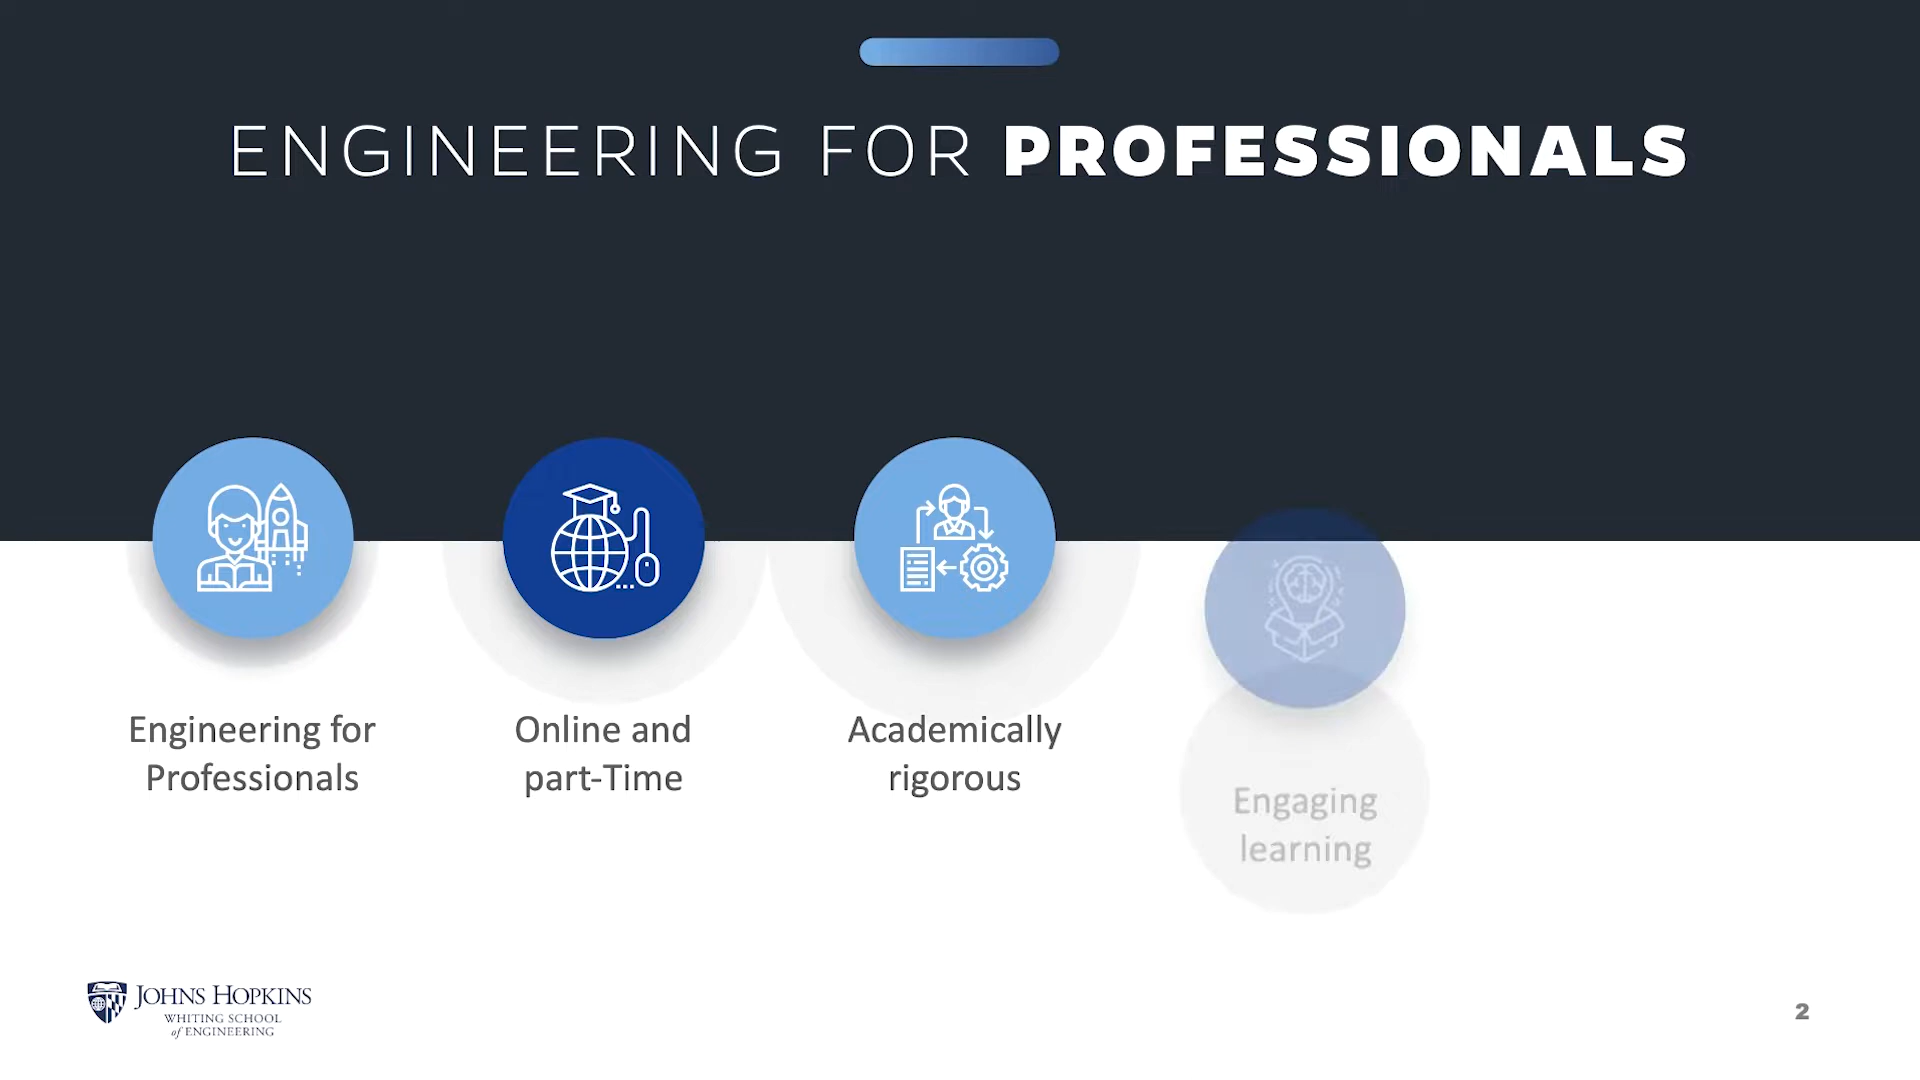 ENGINEERING FOR PROFESSIONALS
Engineering for
Professionals
Online and
part-Time
Academically
rigorous
Engaging
learning
JOHNS HOPKINS
WHITING SCHOOL
of ENGINEERING
2